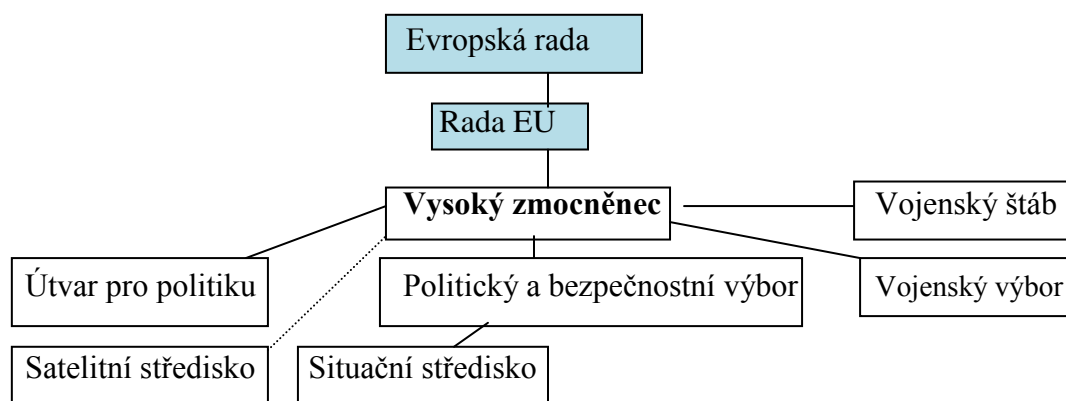 Evropská rada
Rada EU
Vysoký zmocněnec
Vojenský štáb
Útvar pro politiku
Politický a bezpečnostní výbor
Vojenský výbor
Satelitní středisko
Situační středisko